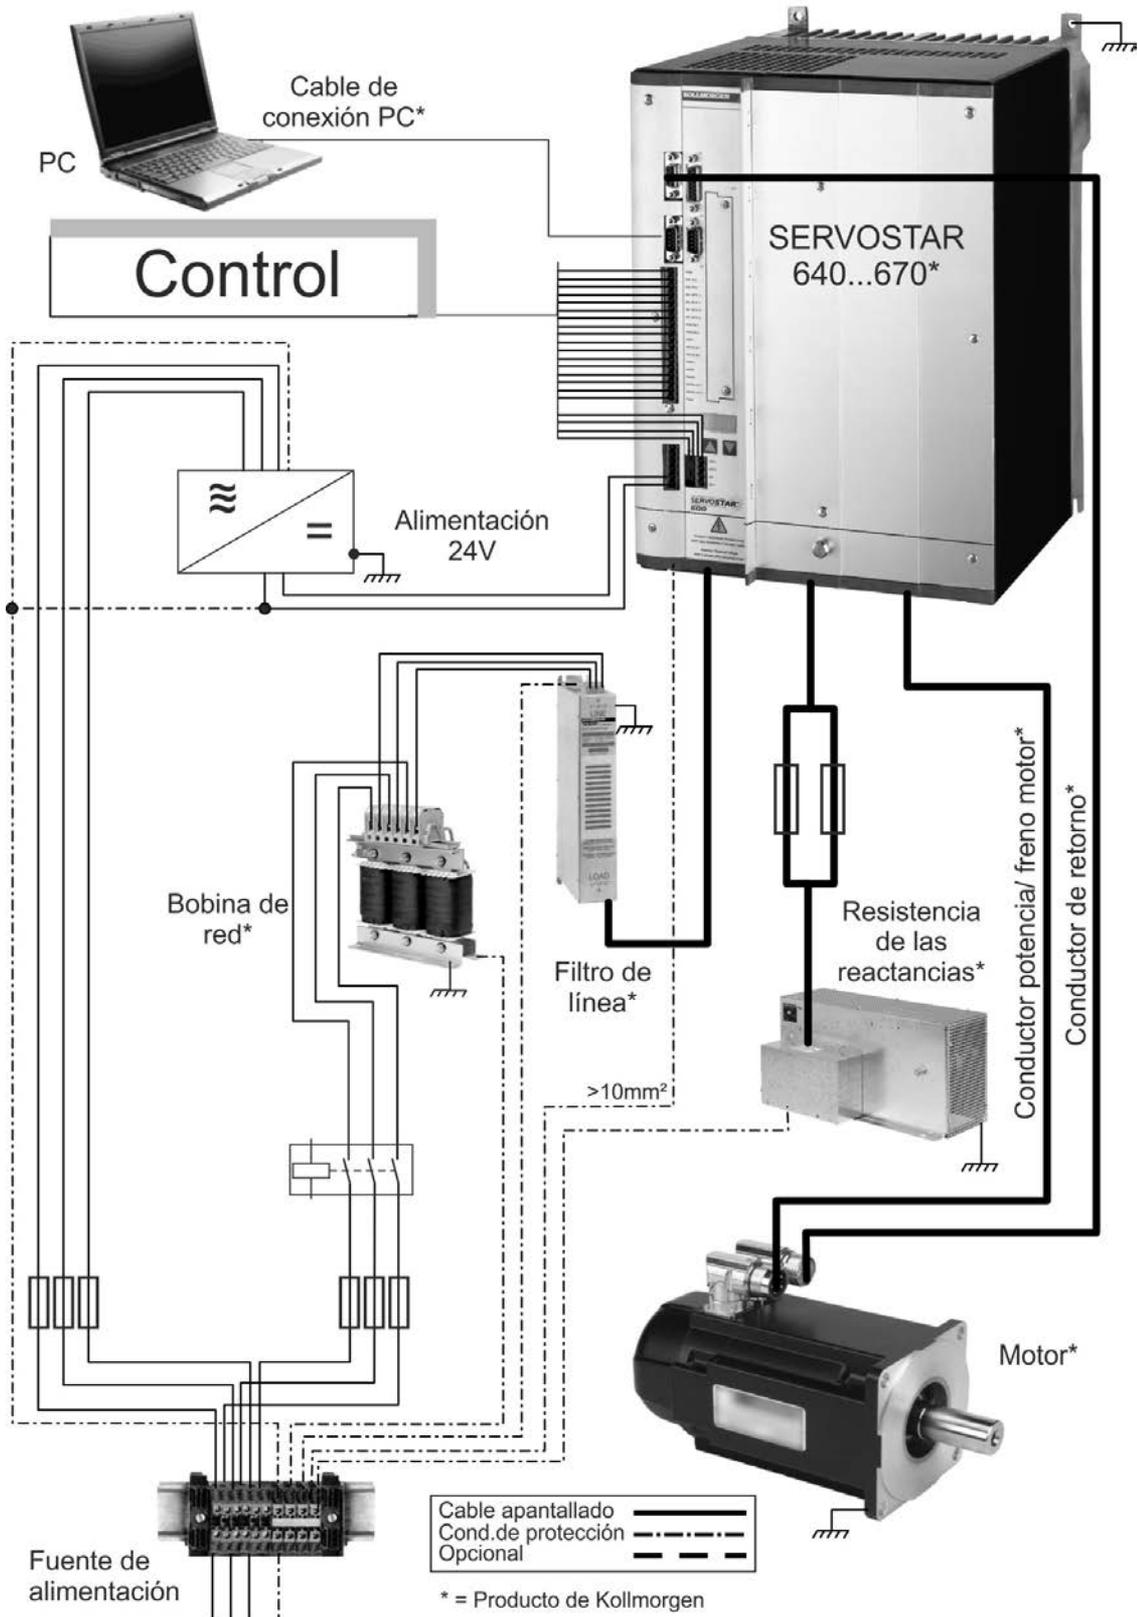 Cable de
conexión PC*
PC
Control
KOLLMORGEN
SERVOSTAR
640...670*
SERVOSTAR
600
Alimentación
24V
LINE
LOAD
Bobina de
red*
Filtro de
línea*
Resistencia
de las
reactancias*
Conductor potencia/ freno motor*
Conductor de retorno*
>10mm²
Motor*
Fuente de
alimentación
Cable apantallado
Cond.de protección
Opcional
* = Producto de Kollmorgen